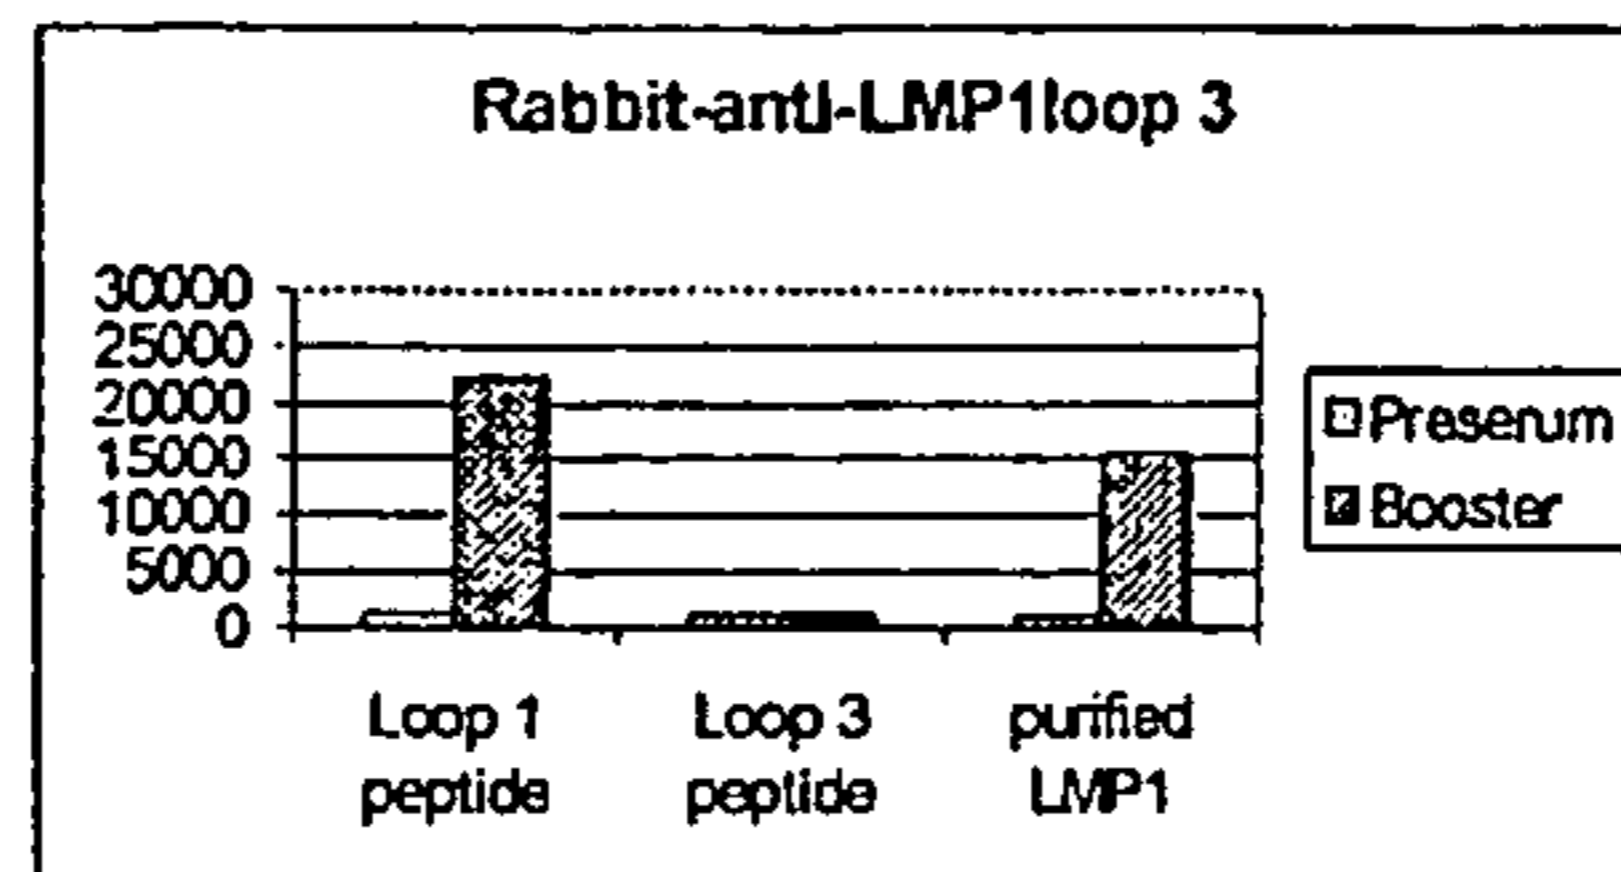 Rabbit-anti-LMP1loop 3
30000
25000
20000
15000
10000
5000
0
Loop 1
peptide
Loop 3
peptide
purified
LMP1
Preserum
Booster